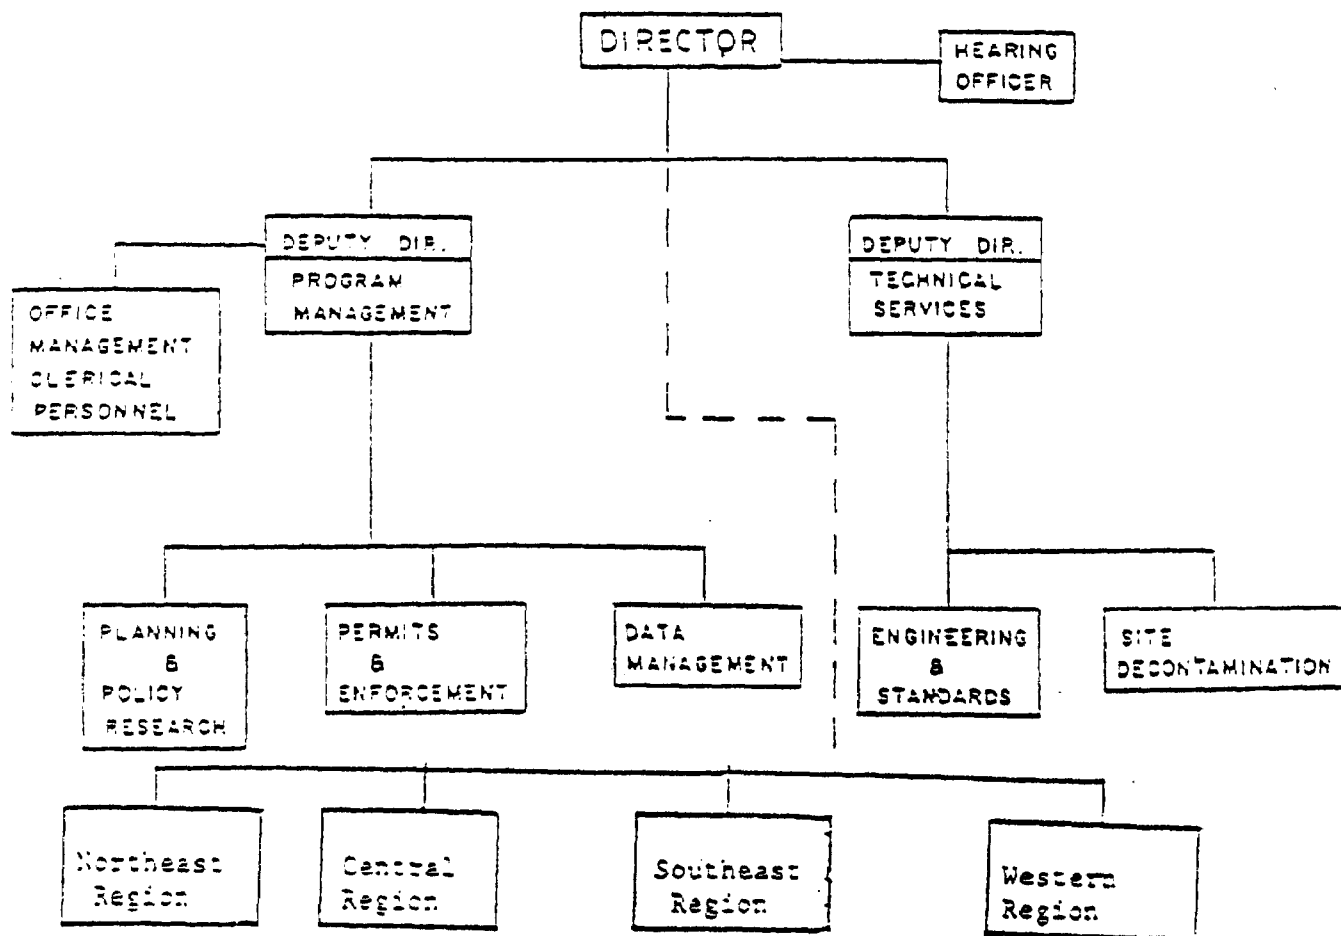 DIRECTOR
HEARING
OFFICER
DEPUTY DIR.
PROGRAM
MANAGEMENT
DEPUTY DIR.
TECHNICAL
SERVICES
OFFICE
MANAGEMENT
CLERICAL
PERSONNEL
PLANNING
&
POLICY
RESEARCH
PERMITS
&
ENFORCEMENT
DATA
MANAGEMENT
ENGINEERING
&
STANDARDS
SITE
DECONTAMINATION
Northeast
Region
Central
Region
Southeast
Region
Western
Region